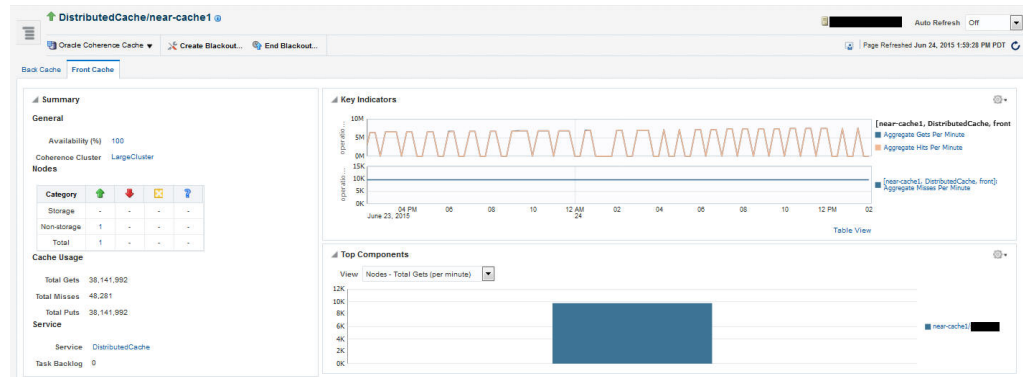 DistributedCache/near-cache1
Auto Refresh Off
Oracle Coherence Cache Create Blackout... End Blackout...
Page Refreshed Jun 24, 2015 1:59:28 PM PDT
Back Cache Front Cache
Summary
General
Availability (%) 100
Coherence Cluster LargeCluster
Nodes
Category
Storage - - - -
Non-storage 1 - - -
Total 1 - - -
Cache Usage
Total Gets 38,141,992
Total Misses 48,281
Total Puts 38,141,992
Service
Service DistributedCache
Task Backlog 0
Key Indicators
operatio ...
10M
5M
0M
[near-cache1, DistributedCache, front
Aggregate Gets Per Minute
Aggregate Hits Per Minute
operatio ...
15K
10K
5K
0K
[near-cache1, DistributedCache, front])
Aggregate Misses Per Minute
04 PM 06 08 10 12 AM 02 04 06 08 10 12 PM 02
June 23, 2015 24
Table View
Top Components
View Nodes - Total Gets (per minute)
12K
10K
8K
6K
4K
2K
0K
near-cache1/